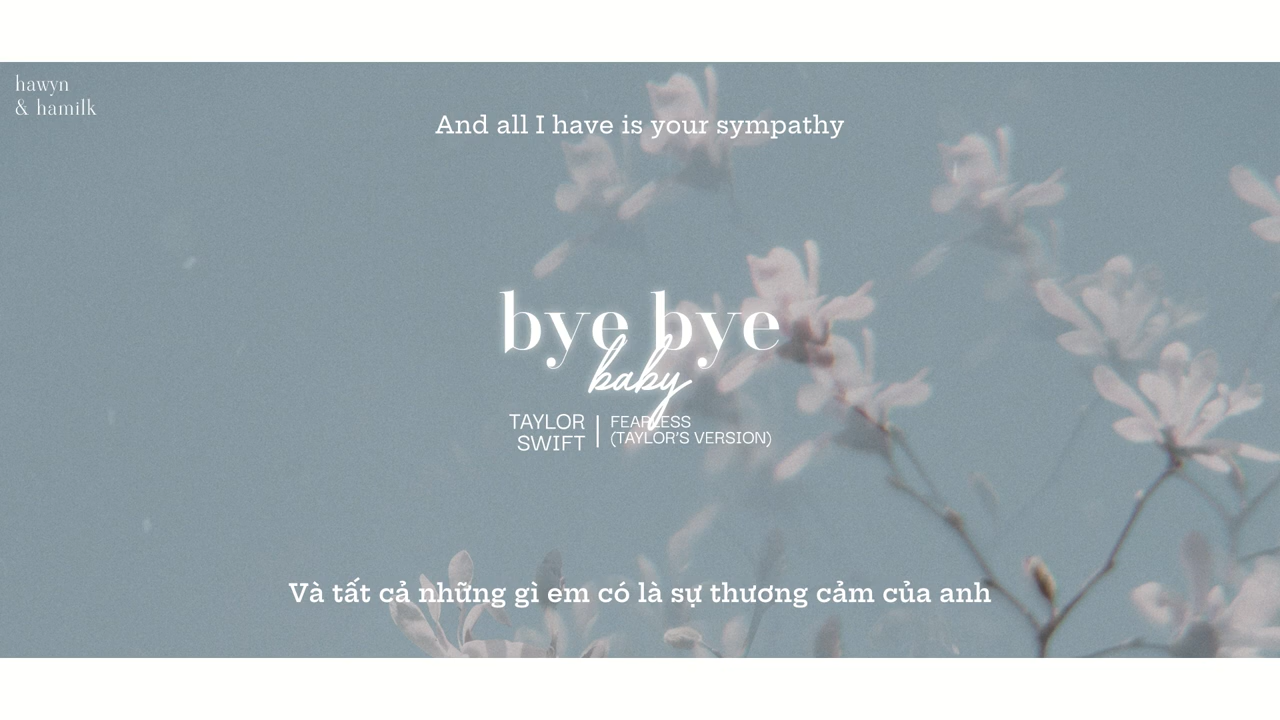 hawyn
& hamilk
And all I have is your sympathy
bye bye
baby
TAYLOR
SWIFT
FEARLESS
(TAYLOR'S VERSION)
Và tất cả những gì em có là sự thương cảm của anh